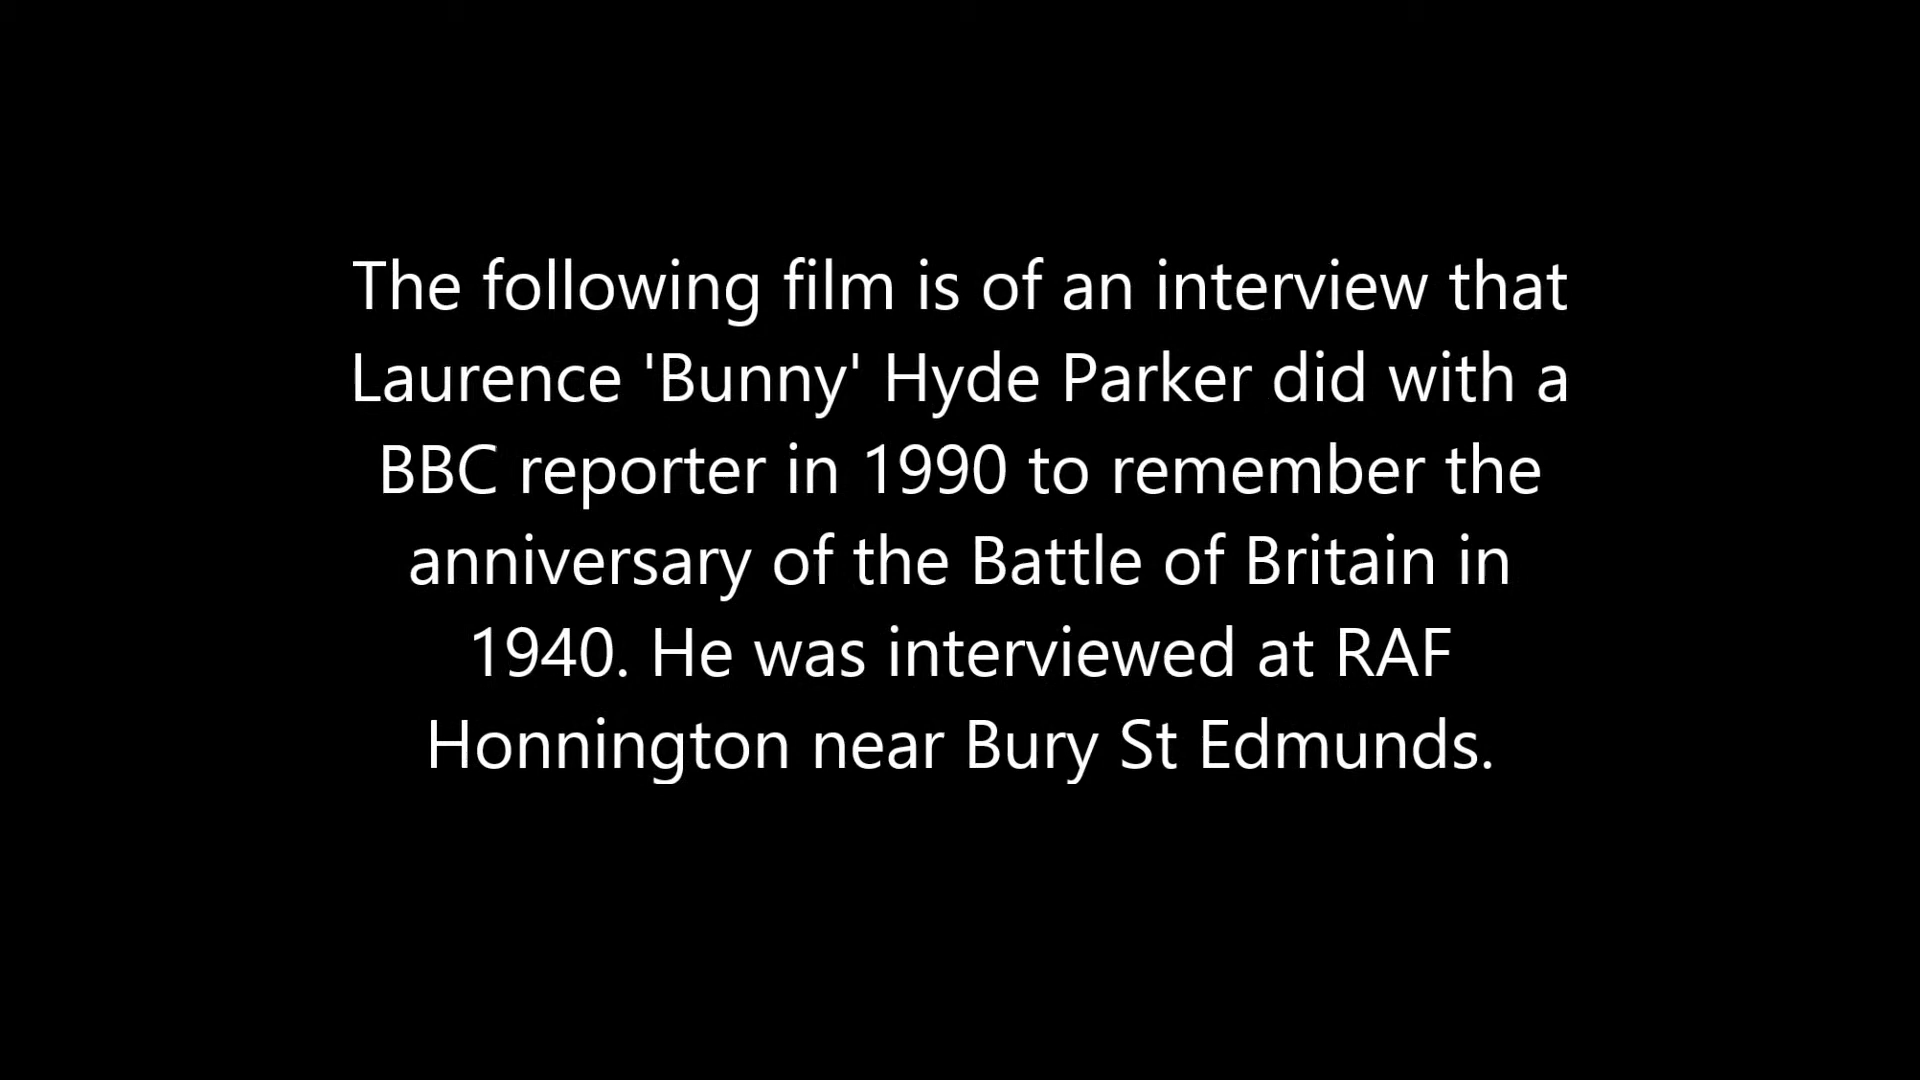 The following film is of an interview that
Laurence 'Bunny' Hyde Parker did with a
BBC reporter in 1990 to remember the
anniversary of the Battle of Britain in
1940. He was interviewed at RAF
Honnington near Bury St Edmunds.